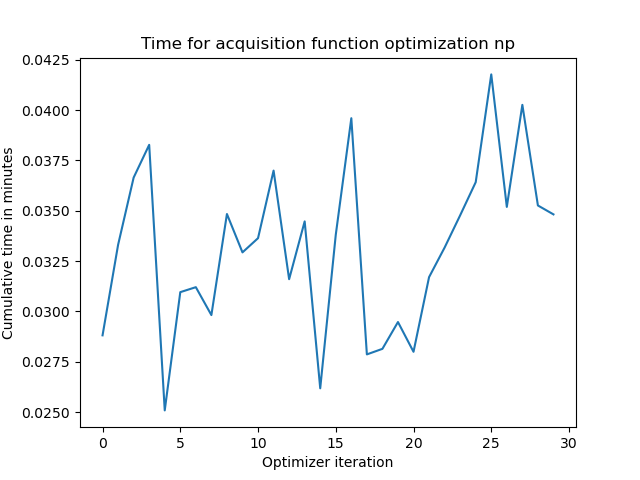 Time for acquisition function optimization np
Cumulative time in minutes
0.0425
0.0400
0.0375
0.0350
0.0325
0.0300
0.0275
0.0250
0 5 10 15 20 25 30
Optimizer iteration